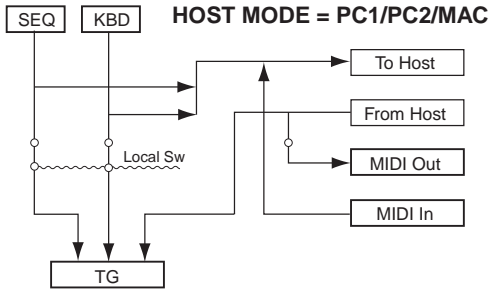 SEQ KBD HOST MODE = PC1/PC2/MAC
To Host
From Host
Local Sw
MIDI Out
MIDI In
TG